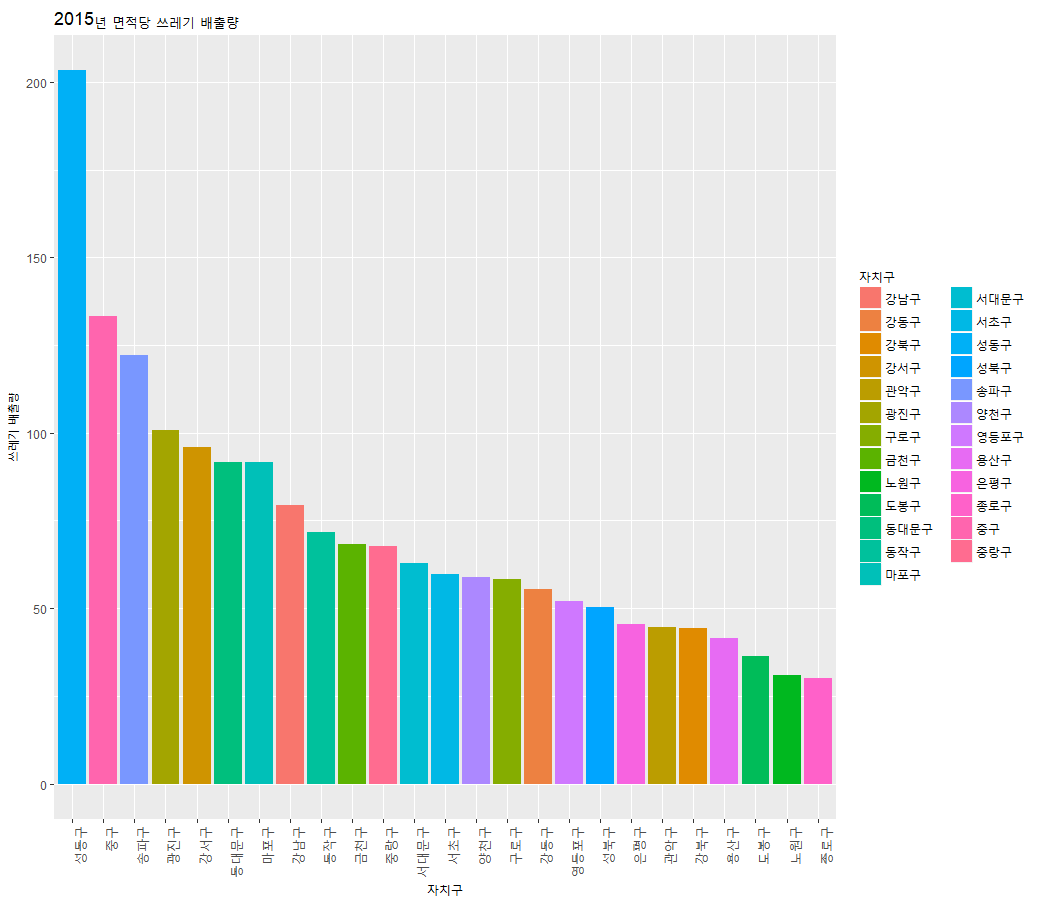 2015년 면적당 쓰레기 배출량
쓰레기 배출량
200
150
100
50
0
성동구
중구
송파구
광진구
강서구
동대문구
마포구
강남구
동작구
금천구
중랑구
서대문구
서초구
양천구
구로구
강동구
영등포구
성북구
은평구
관악구
강북구
용산구
도봉구
노원구
종로구
자치구
자치구
강남구
강동구
강북구
강서구
관악구
광진구
구로구
금천구
노원구
도봉구
동대문구
동작구
마포구
서대문구
서초구
성동구
성북구
송파구
양천구
영등포구
용산구
은평구
종로구
중구
중랑구